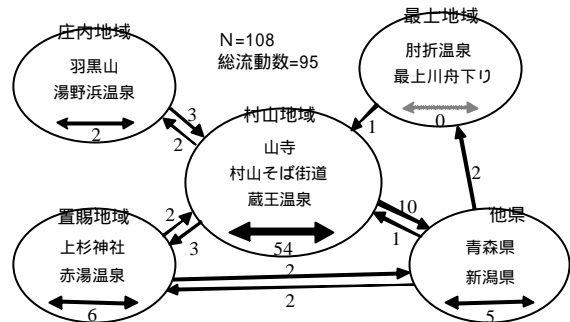 庄内地域
羽黒山
湯野浜温泉
2
N=108
総流動数=95
最上地域
肘折温泉
最上川舟下り
0
3
2
1
村山地域
山寺
村山そば街道
蔵王温泉
54
2
10
1
2
3
置賜地域
上杉神社
赤湯温泉
6
2
2
他県
青森県
新潟県
5